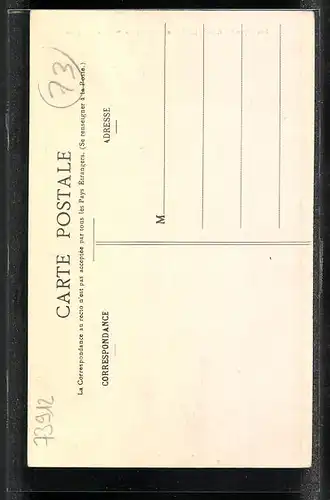 (73)
CARTE POSTALE
La Correspondance au recto n'est pas acceptée par tous les Pays Étrangers. (Se renseigner à la Poste.)
CORRESPONDANCE
ADRESSE
M
73912